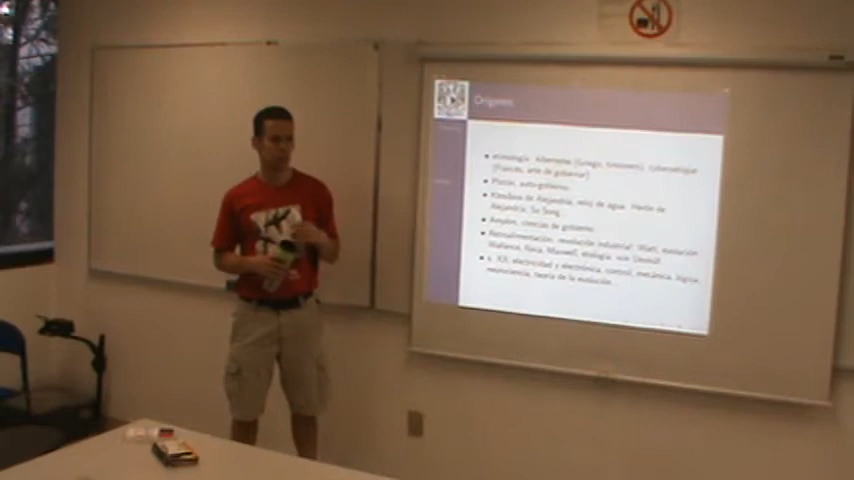 Orígenes
etimología: kibernetes (Griego, timonero), cybernetique
(Francés, arte de gobernar)
Platón, auto-gobierno.
Ktesibios de Alejandría, reloj de agua. Herón de
Alejandría, Su Song.
Ampère, ciencias de gobierno.
Retroalimentación, revolución industrial: Watt, evolución:
Wallace, física, Maxwell, etología: von Uexküll
s. XX, electricidad y electrónica, control, mecánica, lógica,
neurociencia, teoría de la evolución.